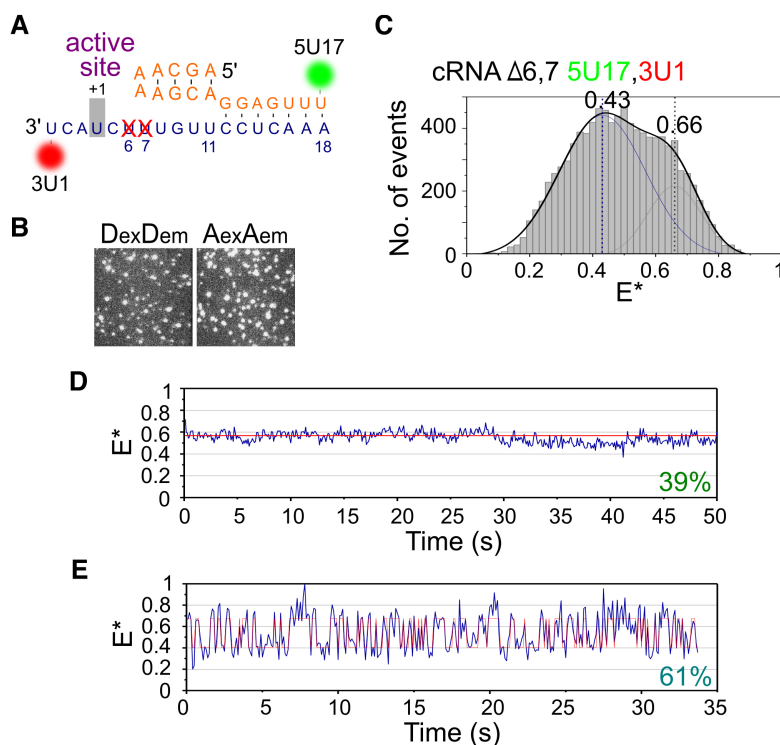 A
active
site
+1
A A C G A 5'
A G A A C
G G A G U U U
5U17
3' U C A U C U U U G U U C C U C A A A
X X
6 7 11 18
3U1
B
DexDem AexAem
C
cRNA Δ6,7 5U17,3U1
0.43
0.66
No. of events
400
200
0
0 0.2 0.4 0.6 0.8 1
E*
D
E*
1
0.8
0.6
0.4
0.2
0
39%
0 5 10 15 20 25 30 35 40 45 50
Time (s)
E
E*
1
0.8
0.6
0.4
0.2
0
61%
0 5 10 15 20 25 30 35
Time (s)